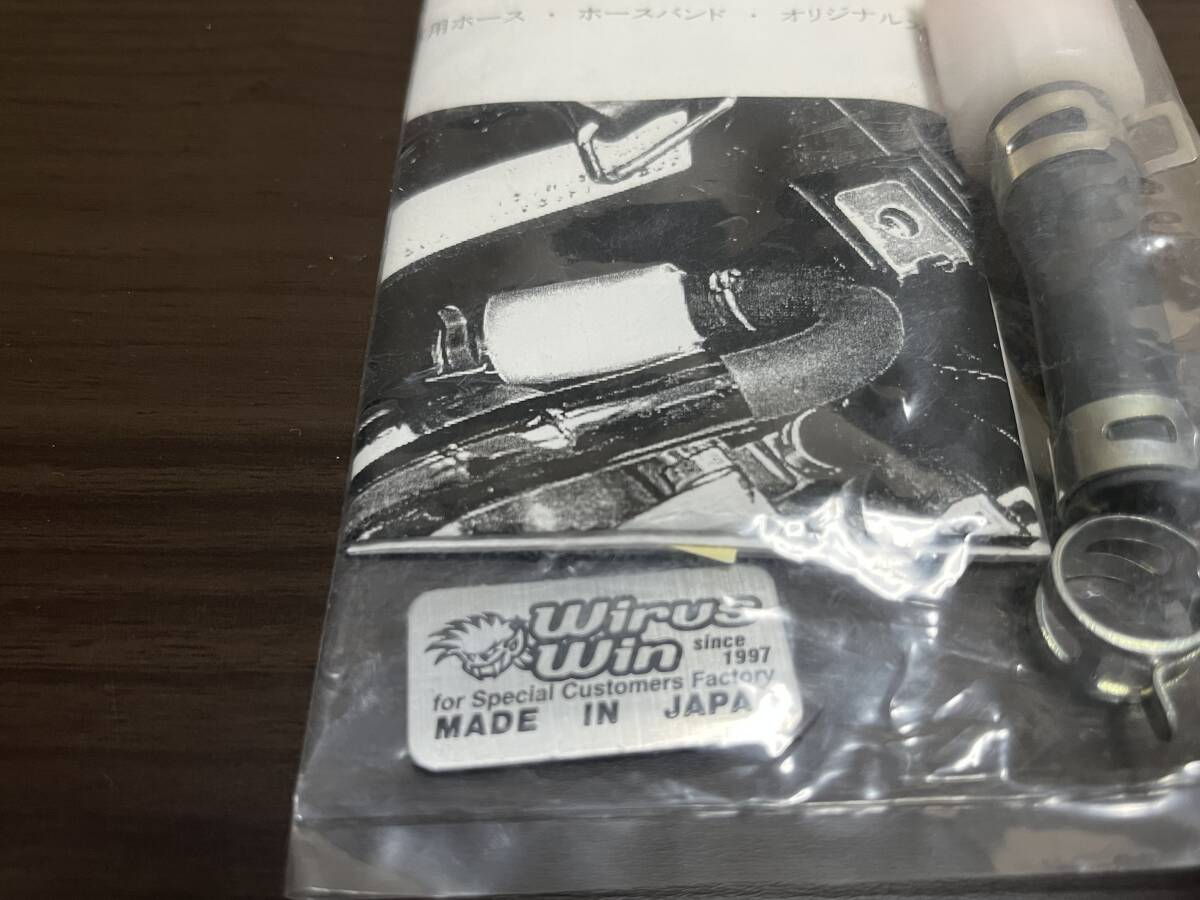 用ホース ・ ホースバンド ・ オリジナル
Wirus
Win since
1997
for Special Customers Factory
MADE IN JAPA